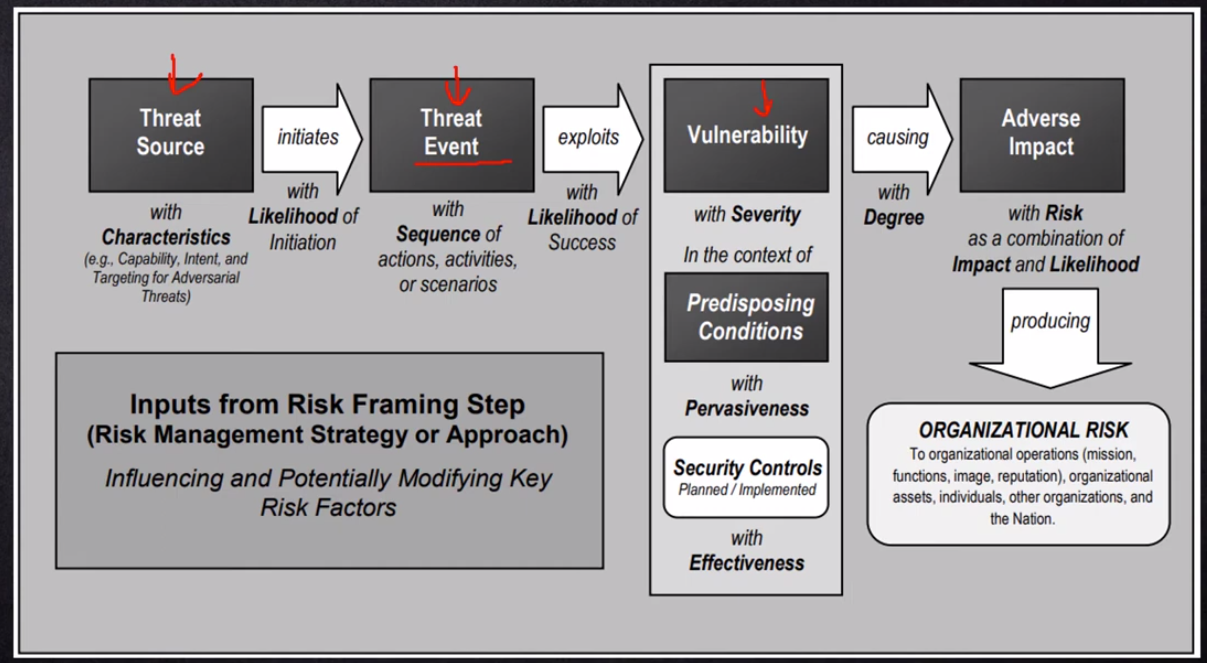 Threat
Source
initiates
Threat
Event
exploits
Vulnerability
causing
Adverse
Impact
with
Characteristics
(e.g., Capability, Intent, and
Targeting for Adversarial
Threats)
with
Likelihood of
Initiation
with
Sequence of
actions, activities,
or scenarios
with
Likelihood of
Success
with Severity
In the context of
Predisposing
Conditions
with
Pervasiveness
Security Controls
Planned / Implemented
with
Effectiveness
with
Degree
with Risk
as a combination of
Impact and Likelihood
producing
ORGANIZATIONAL RISK
To organizational operations (mission,
functions, image, reputation), organizational
assets, individuals, other organizations, and
the Nation.
Inputs from Risk Framing Step
(Risk Management Strategy or Approach)
Influencing and Potentially Modifying Key
Risk Factors